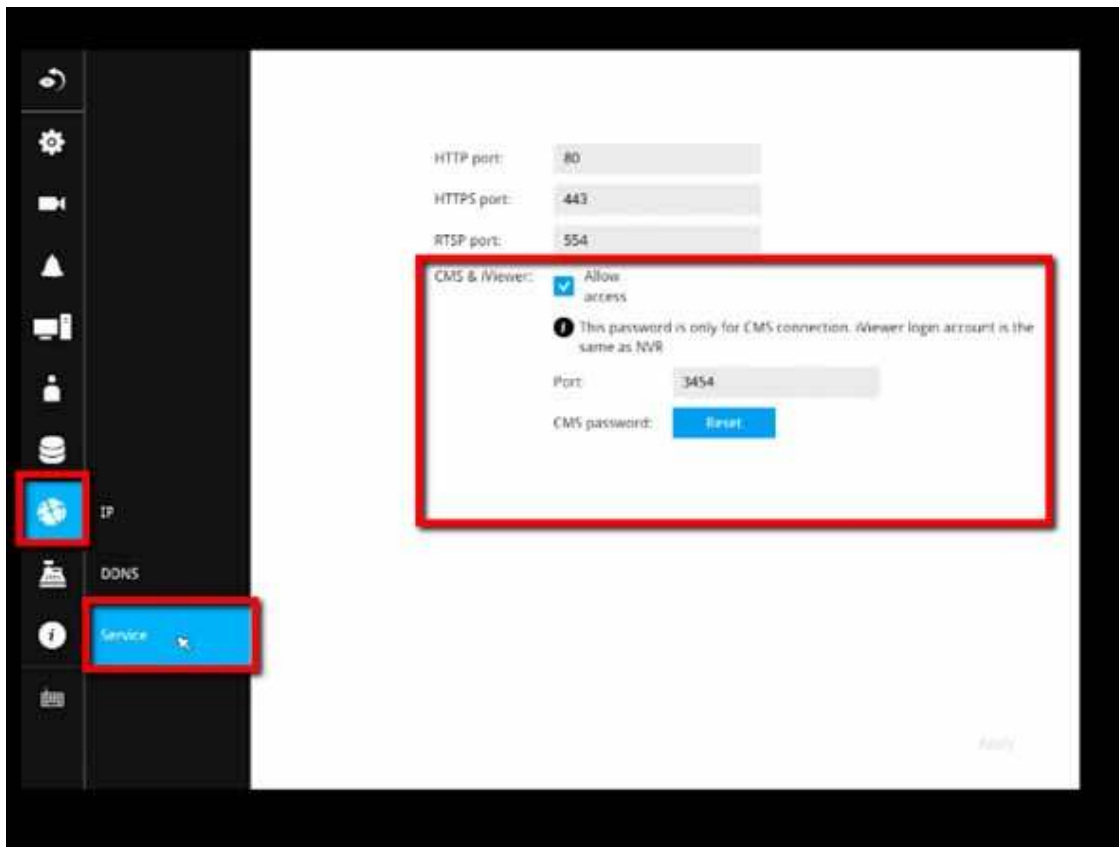 HTTP port: 80
HTTPS port: 443
RTSP port: 554
CMS & iViewer: Allow
access
This password is only for CMS connection. iViewer login account is the
same as NVR
Port: 3454
CMS password: Reset
IP
DDNS
Service
Apply